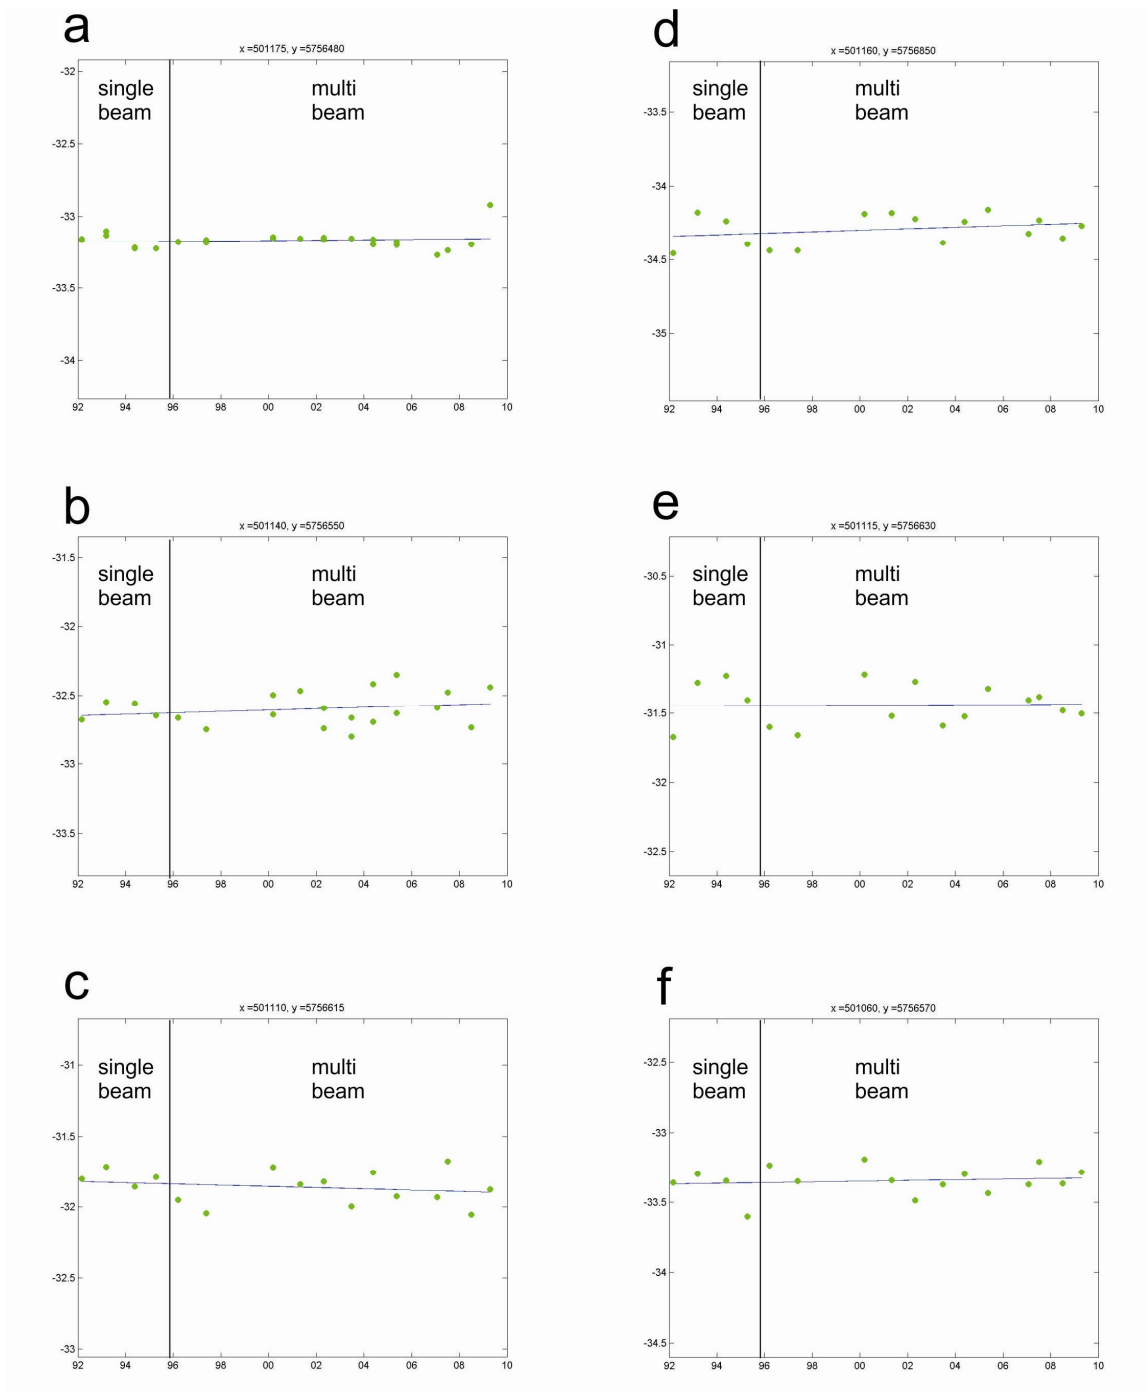 a
x =501175, y =5756480
single
beam
multi
beam
-32
-32.5
-33
-33.5
-34
92 94 96 98 00 02 04 06 08 10
d
x =501160, y =5756850
single
beam
multi
beam
-33.5
-34
-34.5
-35
92 94 96 98 00 02 04 06 08 10
b
x =501140, y =5756550
single
beam
multi
beam
-31.5
-32
-32.5
-33
-33.5
92 94 96 98 00 02 04 06 08 10
e
x =501115, y =5756630
single
beam
multi
beam
-30.5
-31
-31.5
-32
-32.5
92 94 96 98 00 02 04 06 08 10
c
x =501110, y =5756615
single
beam
multi
beam
-31
-31.5
-32
-32.5
-33
92 94 96 98 00 02 04 06 08 10
f
x =501060, y =5756570
single
beam
multi
beam
-32.5
-33
-33.5
-34
-34.5
92 94 96 98 00 02 04 06 08 10